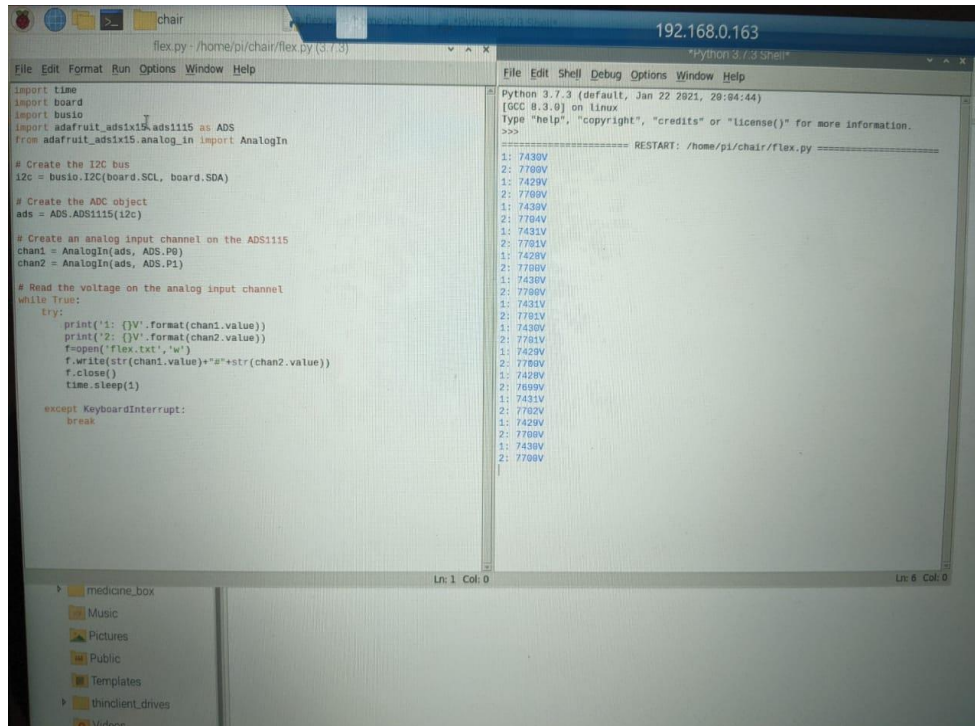 chair
192.168.0.163
flex.py - /home/pi/chair/flex.py (3.7.3)
File Edit Format Run Options Window Help
import time
import board
import busio
import adafruit_ads1x15.ads1115 as ADS
from adafruit_ads1x15.analog_in import AnalogIn
# Create the I2C bus
i2c = busio.I2C(board.SCL, board.SDA)
# Create the ADC object
ads = ADS.ADS1115(i2c)
# Create an analog input channel on the ADS1115
chan1 = AnalogIn(ads, ADS.P0)
chan2 = AnalogIn(ads, ADS.P1)
# Read the voltage on the analog input channel
while True:
try:
print('1: {}V'.format(chan1.value))
print('2: {}V'.format(chan2.value))
f=open('flex.txt','w')
f.write(str(chan1.value)+"#"+str(chan2.value))
f.close()
time.sleep(1)
except KeyboardInterrupt:
break
Ln: 1 Col: 0
*Python 3.7.3 Shell*
File Edit Shell Debug Options Window Help
Python 3.7.3 (default, Jan 22 2021, 20:04:44)
[GCC 8.3.0] on linux
Type "help", "copyright", "credits" or "license()" for more information.
>>>
===================== RESTART: /home/pi/chair/flex.py =====================
1: 7430V
2: 7700V
1: 7429V
2: 7700V
1: 7430V
2: 7704V
1: 7431V
2: 7701V
1: 7428V
2: 7700V
1: 7430V
2: 7700V
1: 7431V
2: 7701V
1: 7430V
2: 7701V
1: 7429V
2: 7700V
1: 7428V
2: 7699V
1: 7431V
2: 7702V
1: 7429V
2: 7700V
1: 7430V
2: 7700V
Ln: 6 Col: 0
medicine_box
Music
Pictures
Public
Templates
thinclient_drives
Videos